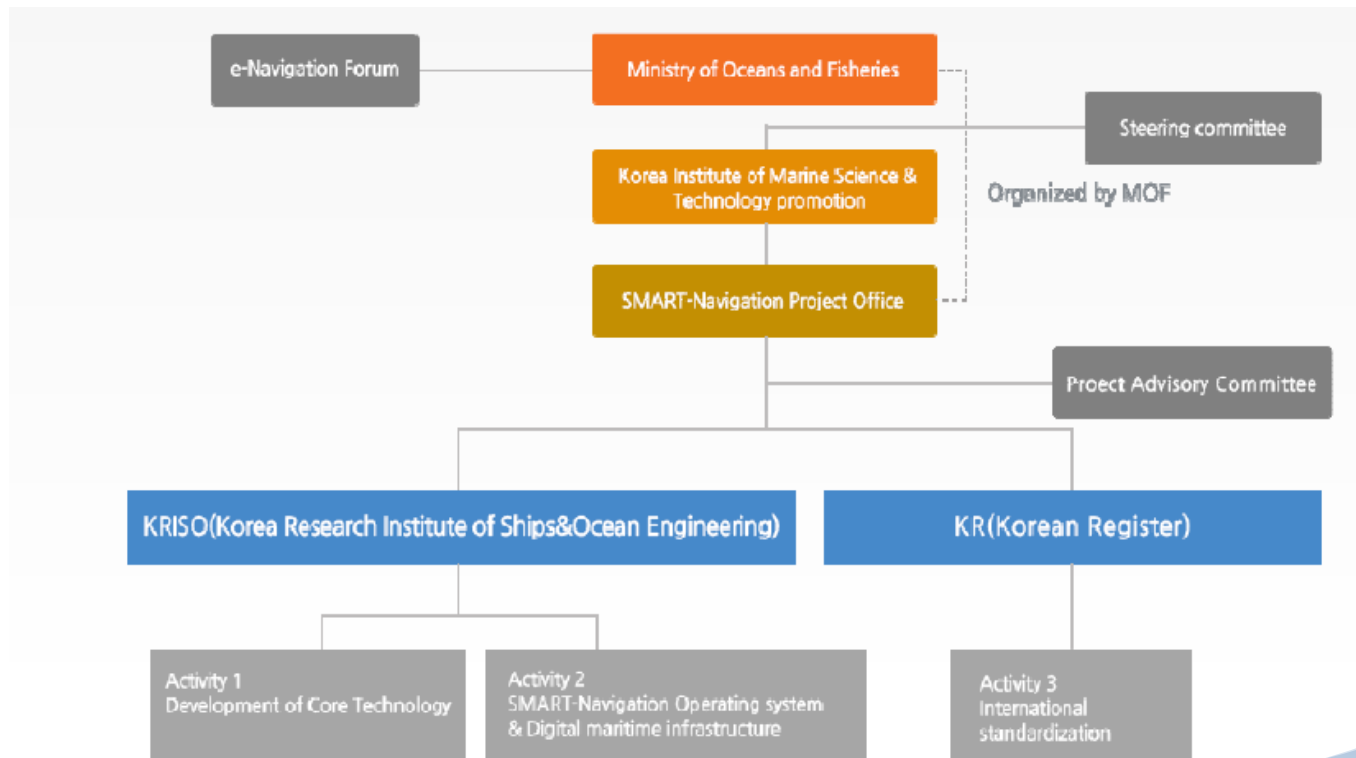 e-Navigation Forum
Ministry of Oceans and Fisheries
Steering committee
Korea Institute of Marine Science &
Technology promotion
Organized by MOF
SMART-Navigation Project Office
Proect Advisory Committee
KRISO(Korea Research Institute of Ships&Ocean Engineering)
KR(Korean Register)
Activity 1
Development of Core Technology
Activity 2
SMART-Navigation Operating system
& Digital maritime infrastructure
Activity 3
International
standardization